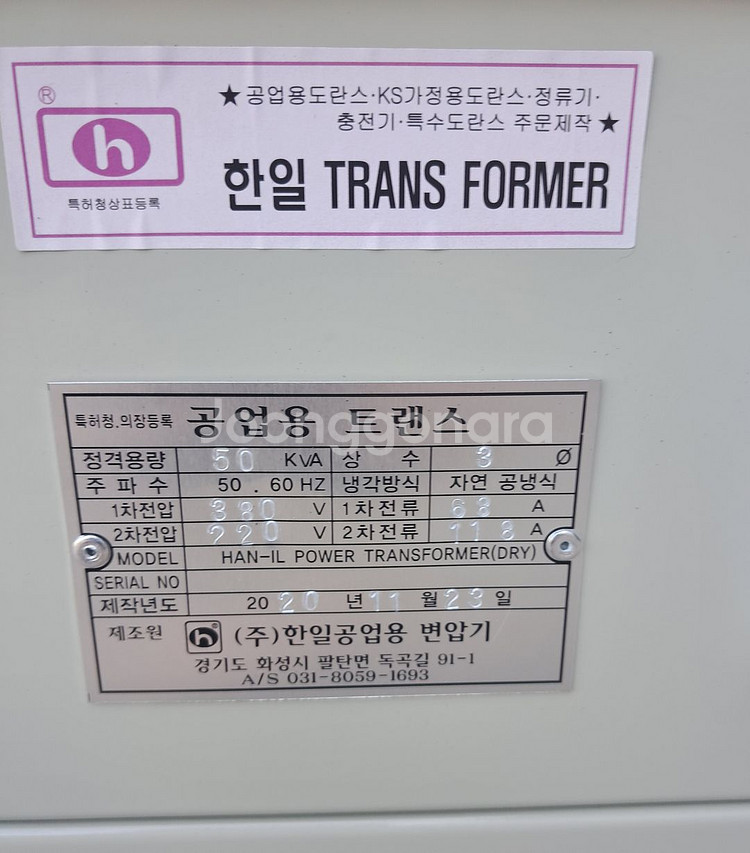 ®
h
특허청상표등록
★공업용도란스·KS가정용도란스·정류기·
충전기·특수도란스 주문제작★
한일 TRANS FORMER
특허청.의장등록 공업용 트랜스
joonggonara
정격용량 50 KVA 상 수 3 Ø
주 파 수 50 . 60 HZ 냉각방식 자연 공냉식
1차전압 380 V 1차전류 68 A
2차전압 220 V 2차전류 118 A
MODEL HAN-IL POWER TRANSFORMER(DRY)
SERIAL NO
제작년도 20 20 년 11 월 23 일
제조원 h (주)한일공업용 변압기
경기도 화성시 팔탄면 독곡길 91-1
A/S 031-8059-1693